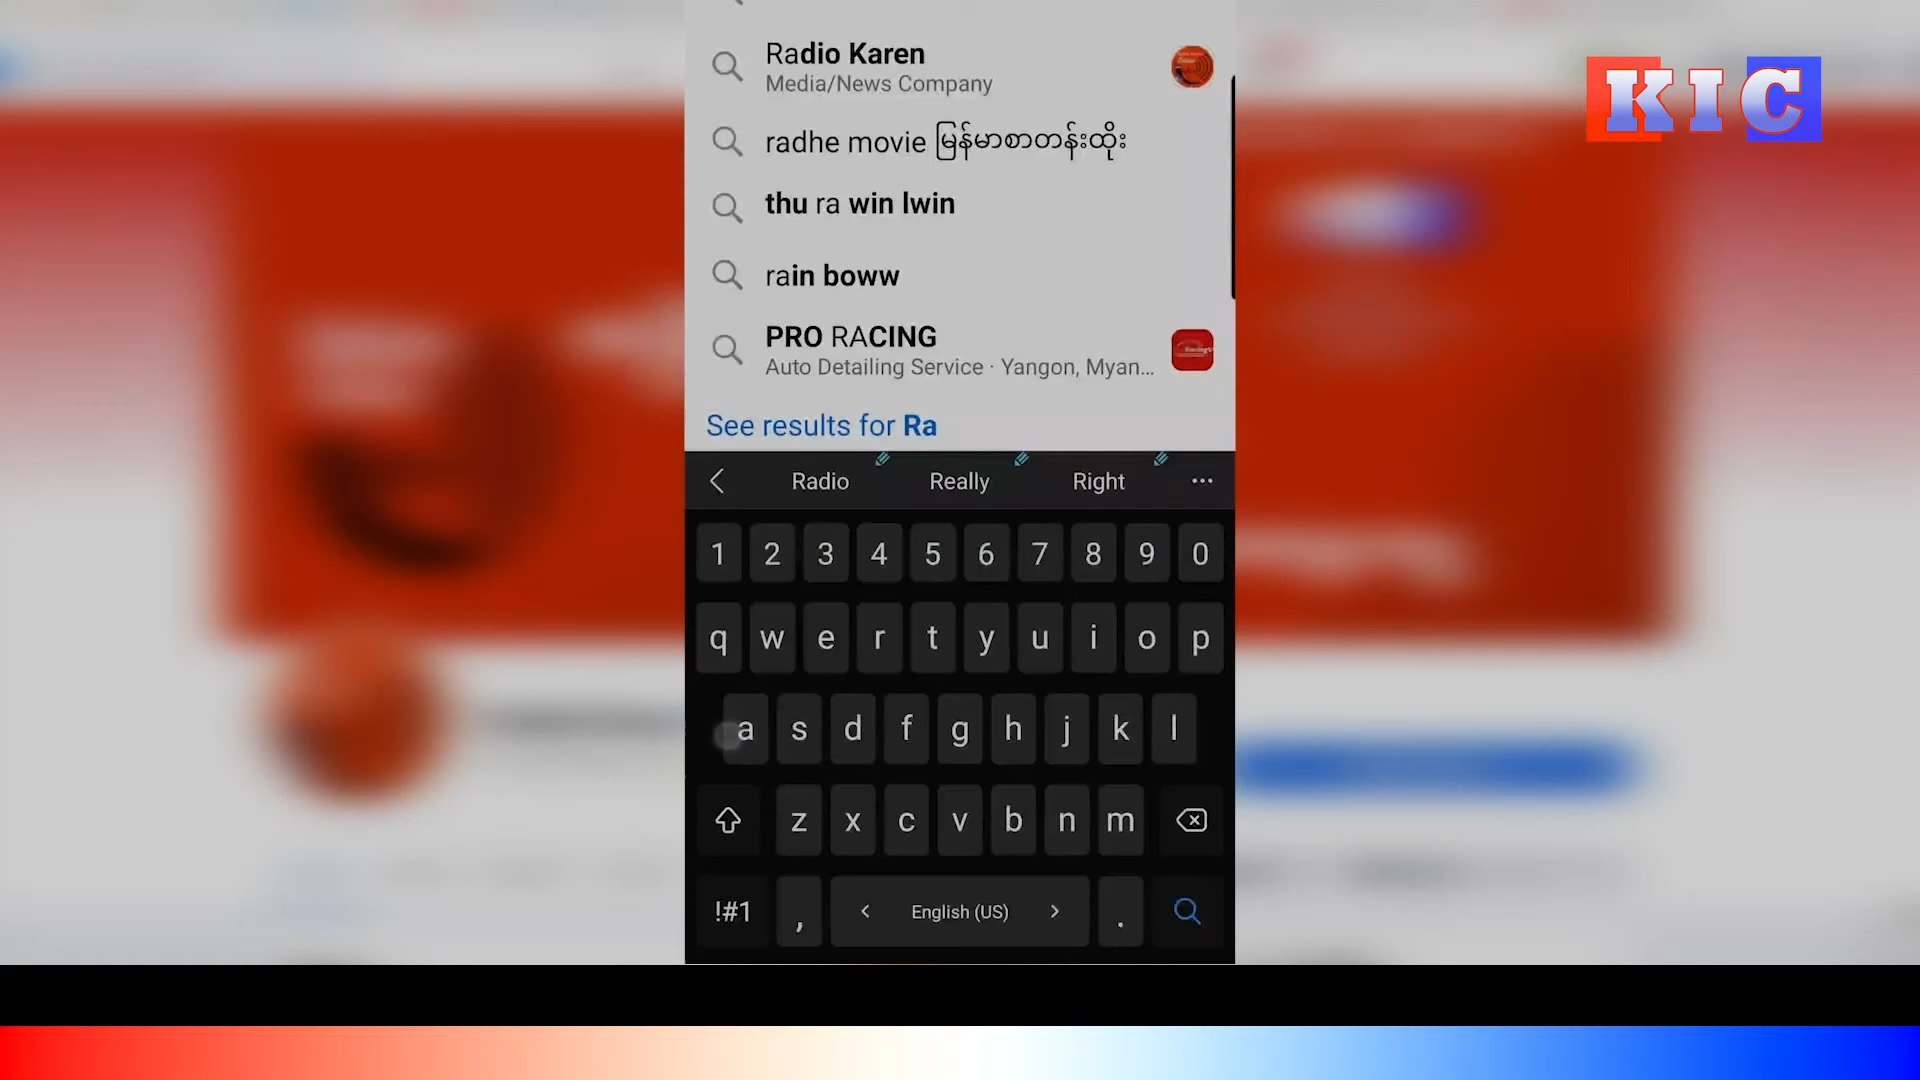 Radio Karen
Media/News Company
KIC
radhe movie မြန်မာစာတန်းထိုး
thu ra win lwin
rain boww
PRO RACING
Auto Detailing Service · Yangon, Myan...
See results for Ra
Radio Really Right ...
1 2 3 4 5 6 7 8 9 0
q w e r t y u i o p
a s d f g h j k l
z x c v b n m
!#1 , < English (US) > .